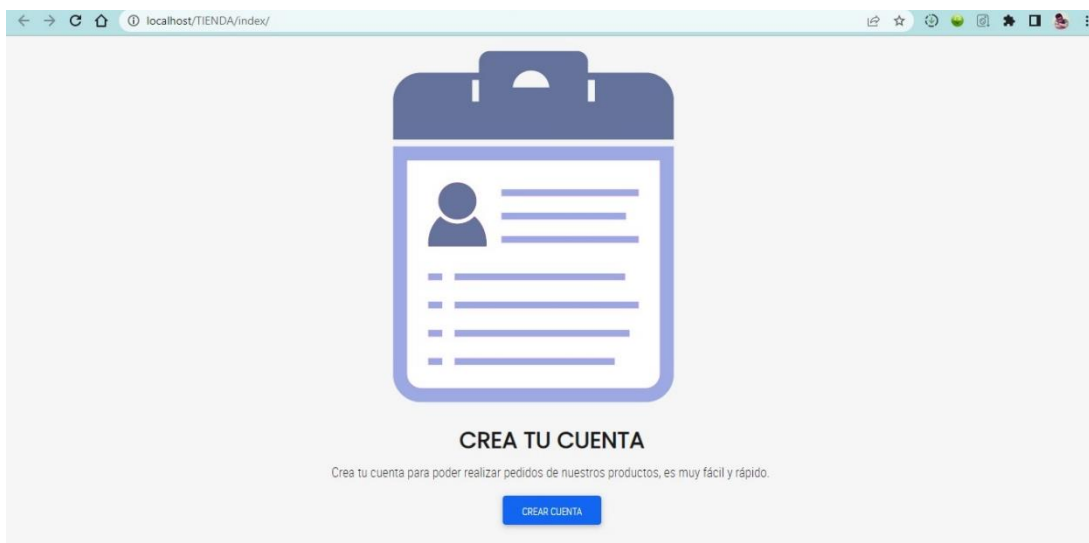 localhost/TIENDA/index/
CREA TU CUENTA
Crea tu cuenta para poder realizar pedidos de nuestros productos, es muy fácil y rápido.
CREAR CUENTA